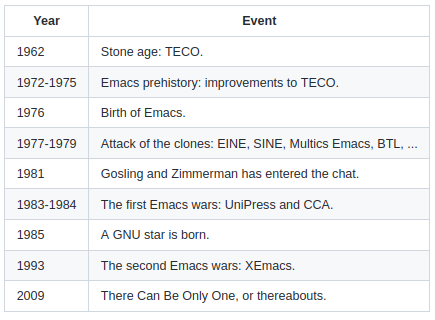 Year Event
1962 Stone age: TECO.
1972-1975 Emacs prehistory: improvements to TECO.
1976 Birth of Emacs.
1977-1979 Attack of the clones: EINE, SINE, Multics Emacs, BTL, ...
1981 Gosling and Zimmerman has entered the chat.
1983-1984 The first Emacs wars: UniPress and CCA.
1985 A GNU star is born.
1993 The second Emacs wars: XEmacs.
2009 There Can Be Only One, or thereabouts.